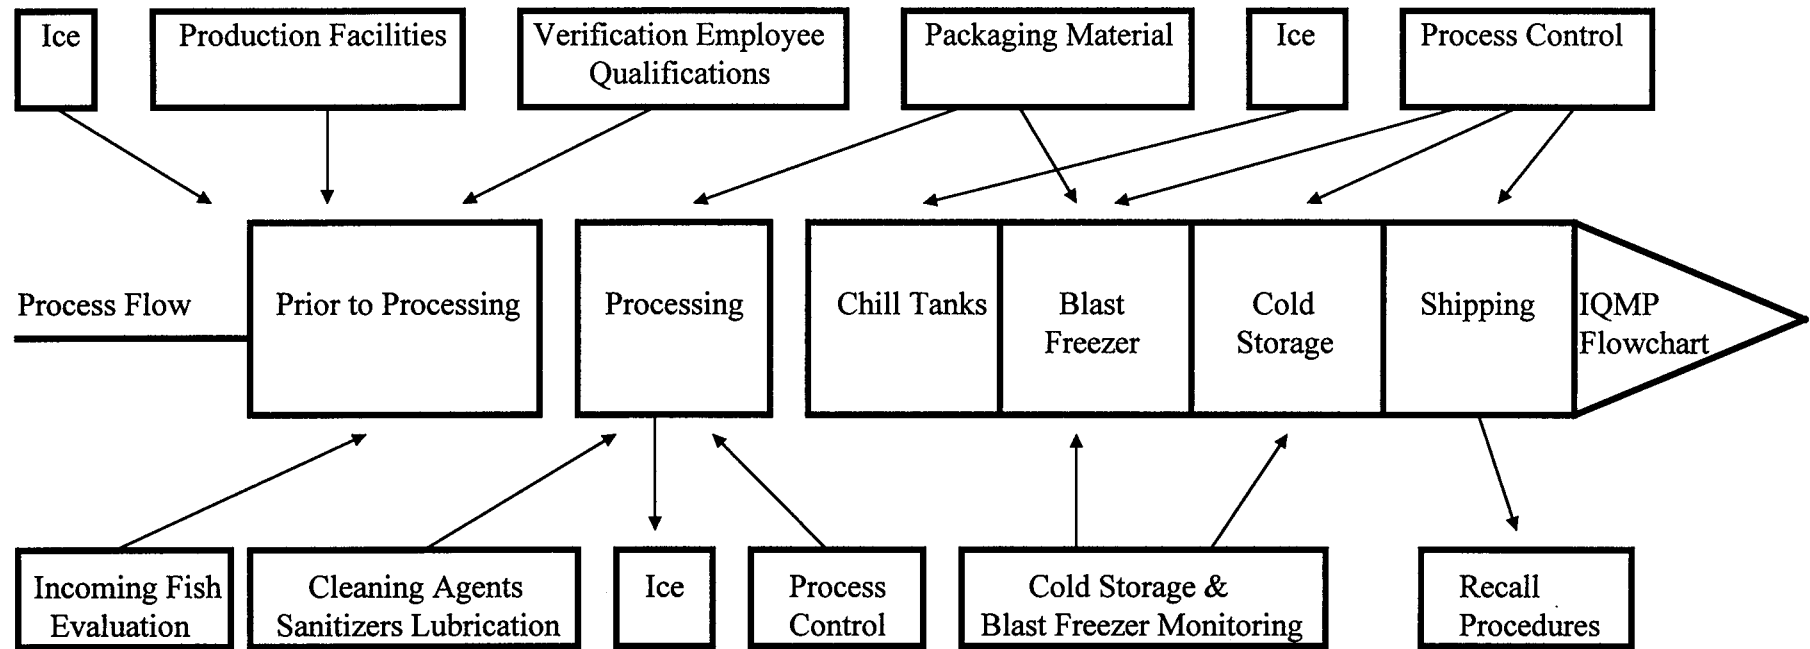 Ice
Production Facilities
Verification Employee
Qualifications
Packaging Material
Ice
Process Control
Process Flow
Prior to Processing
Processing
Chill Tanks
Blast
Freezer
Cold
Storage
Shipping
IQMP
Flowchart
Incoming Fish
Evaluation
Cleaning Agents
Sanitizers Lubrication
Ice
Process
Control
Cold Storage &
Blast Freezer Monitoring
Recall
Procedures